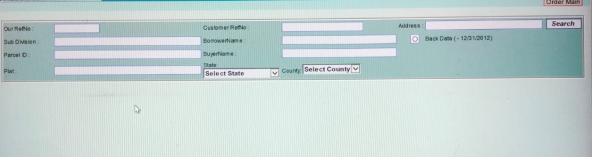 Order Main
Our RefNo : Customer RefNo : Address : Search
Sub Division : BorrowerName : Back Data ( - 12/31/2012)
Parcel ID : BuyerName :
Plat : State Select State County Select County